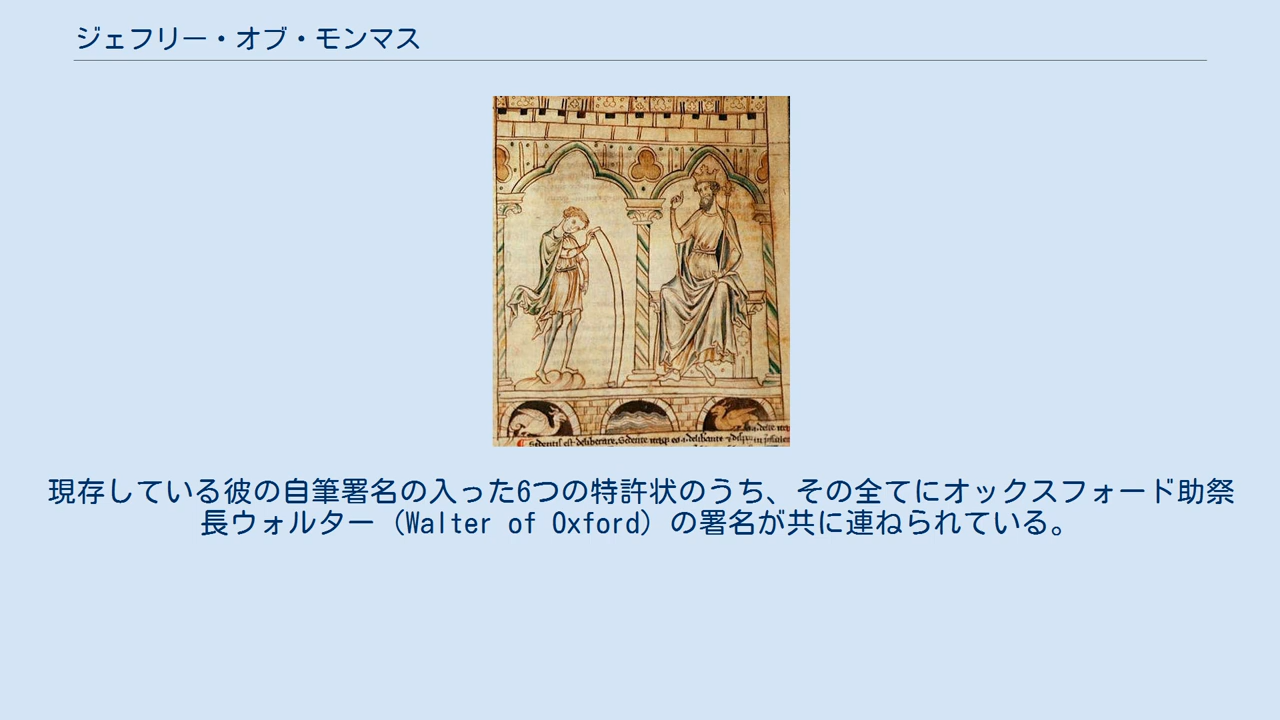 ジェフリー・オブ・モンマス
現存している彼の自筆署名の入った6つの特許状のうち、その全てにオックスフォード助祭
長ウォルター（Walter of Oxford）の署名が共に連ねられている。